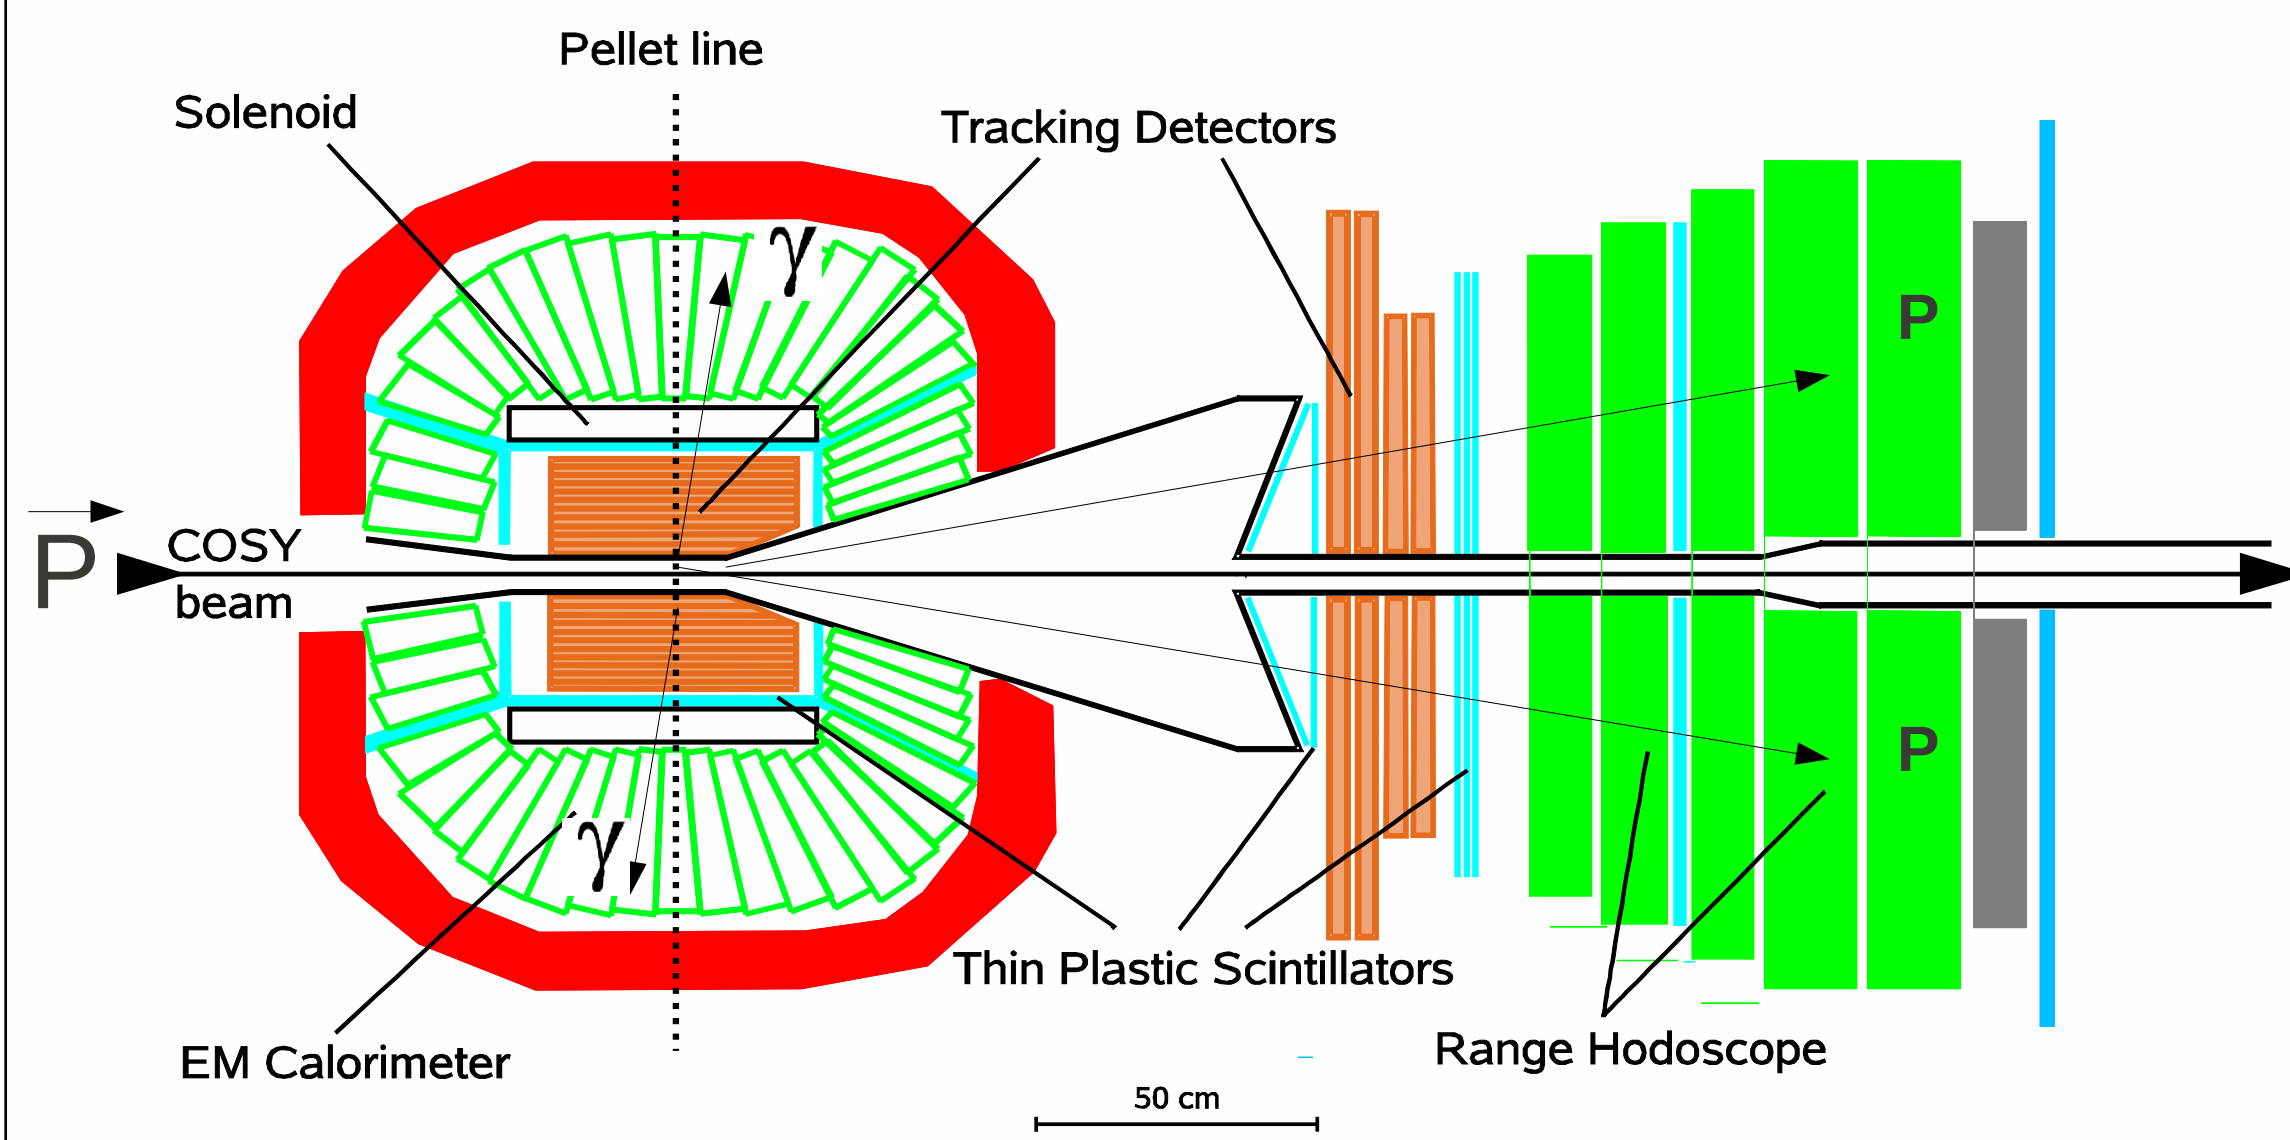 Pellet line
Solenoid
Tracking Detectors
γ
P
P
COSY
beam
P
γ
Thin Plastic Scintillators
EM Calorimeter
Range Hodoscope
50 cm